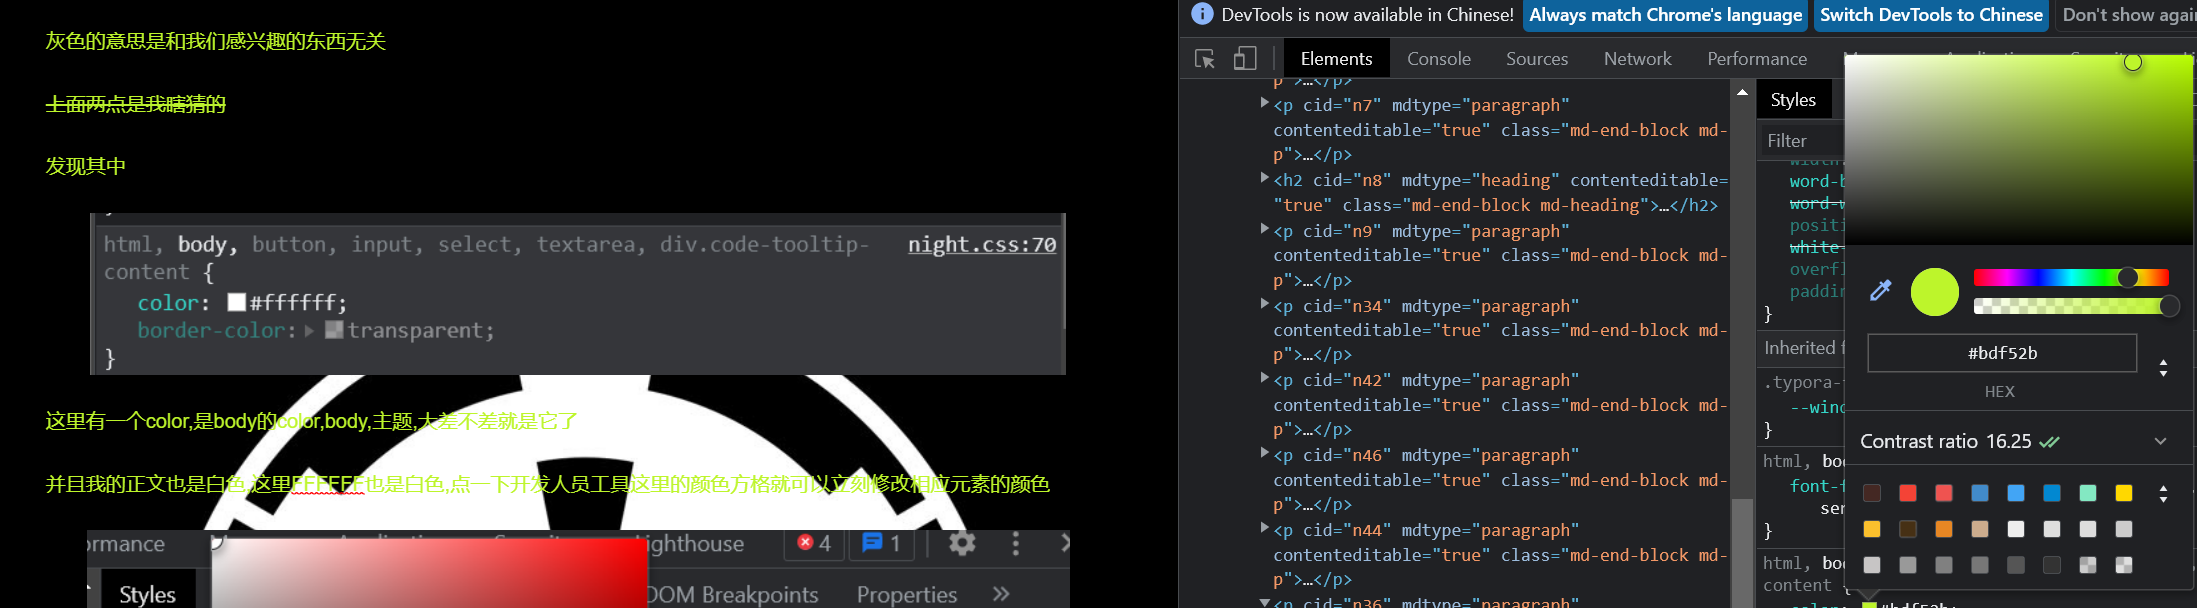 灰色的意思是和我们感兴趣的东西无关
上面两点是我瞎猜的
发现其中
html, body, button, input, select, textarea, div.code-tooltip-
night.css:70
content {
color: #ffffff;
border-color: transparent;
}
这里有一个color,是body的color,body,主题,大差不差就是它了
并且我的正文也是白色,这里FFFFFF也是白色,点一下开发人员工具这里的颜色方格就可以立刻修改相应元素的颜色
ormance
ighthouse
4
1
Styles
DOM Breakpoints
Properties
DevTools is now available in Chinese!
Always match Chrome's language
Switch DevTools to Chinese
Don't show again
Elements
Console
Sources
Network
Performance
p">…</p>
<p cid="n7" mdtype="paragraph"
contenteditable="true" class="md-end-block md-
p">…</p>
<h2 cid="n8" mdtype="heading" contenteditable=
"true" class="md-end-block md-heading">…</h2>
<p cid="n9" mdtype="paragraph"
contenteditable="true" class="md-end-block md-
p">…</p>
<p cid="n34" mdtype="paragraph"
contenteditable="true" class="md-end-block md-
p">…</p>
<p cid="n42" mdtype="paragraph"
contenteditable="true" class="md-end-block md-
p">…</p>
<p cid="n46" mdtype="paragraph"
contenteditable="true" class="md-end-block md-
p">…</p>
<p cid="n44" mdtype="paragraph"
contenteditable="true" class="md-end-block md-
p">…</p>
<p cid="n36" mdtype="paragraph"
Styles
Filter
width
word-b
word-w
positi
white-
overfl
paddin
}
Inherited f
.typora-
--wind
}
html, bod
font-f
ser
}
html, bod
content {
color: #bdf52b;
#bdf52b
HEX
Contrast ratio 16.25